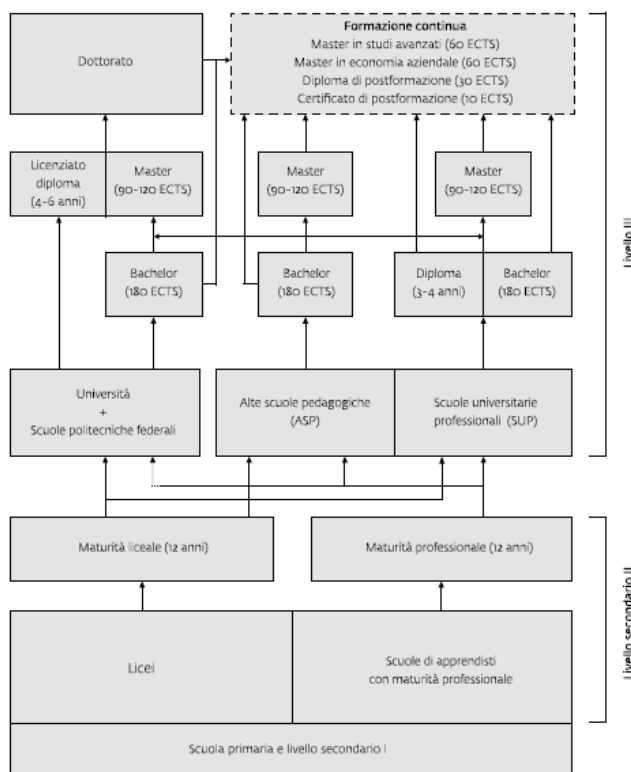 Dottorato
Formazione continua
Master in studi avanzati (60 ECTS)
Master in economia aziendale (60 ECTS)
Diploma di postformazione (30 ECTS)
Certificato di postformazione (10 ECTS)
Licenziato
diploma
(4-6 anni)
Master
(90-120 ECTS)
Master
(90-120 ECTS)
Master
(90-120 ECTS)
Bachelor
(180 ECTS)
Bachelor
(180 ECTS)
Diploma
(3-4 anni)
Bachelor
(180 ECTS)
Livello III
Università
+
Scuole politecniche federali
Alte scuole pedagogiche
(ASP)
Scuole universitarie
professionali (SUP)
Maturità liceale (12 anni)
Maturità professionale (12 anni)
Livello secondario II
Licei
Scuole di apprendisti
con maturità professionale
Scuola primaria e livello secondario I